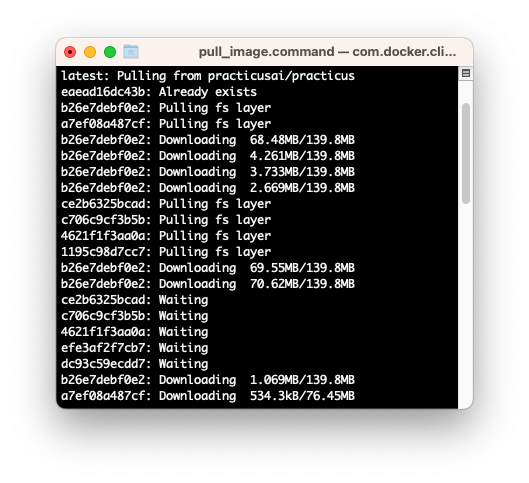 pull_image.command — com.docker.cli...
latest: Pulling from practicusai/practicus
eaead16dc43b: Already exists
b26e7debf0e2: Pulling fs layer
a7ef08a487cf: Pulling fs layer
b26e7debf0e2: Downloading  68.48MB/139.8MB
b26e7debf0e2: Downloading  4.261MB/139.8MB
b26e7debf0e2: Downloading  3.733MB/139.8MB
b26e7debf0e2: Downloading  2.669MB/139.8MB
ce2b6325bcad: Pulling fs layer
c706c9cf3b5b: Pulling fs layer
4621f1f3aa0a: Pulling fs layer
1195c98d7cc7: Pulling fs layer
b26e7debf0e2: Downloading  69.55MB/139.8MB
b26e7debf0e2: Downloading  70.62MB/139.8MB
ce2b6325bcad: Waiting
c706c9cf3b5b: Waiting
4621f1f3aa0a: Waiting
efe3af2f7cb7: Waiting
dc93c59ecdd7: Waiting
b26e7debf0e2: Downloading  1.069MB/139.8MB
a7ef08a487cf: Downloading  534.3kB/76.45MB